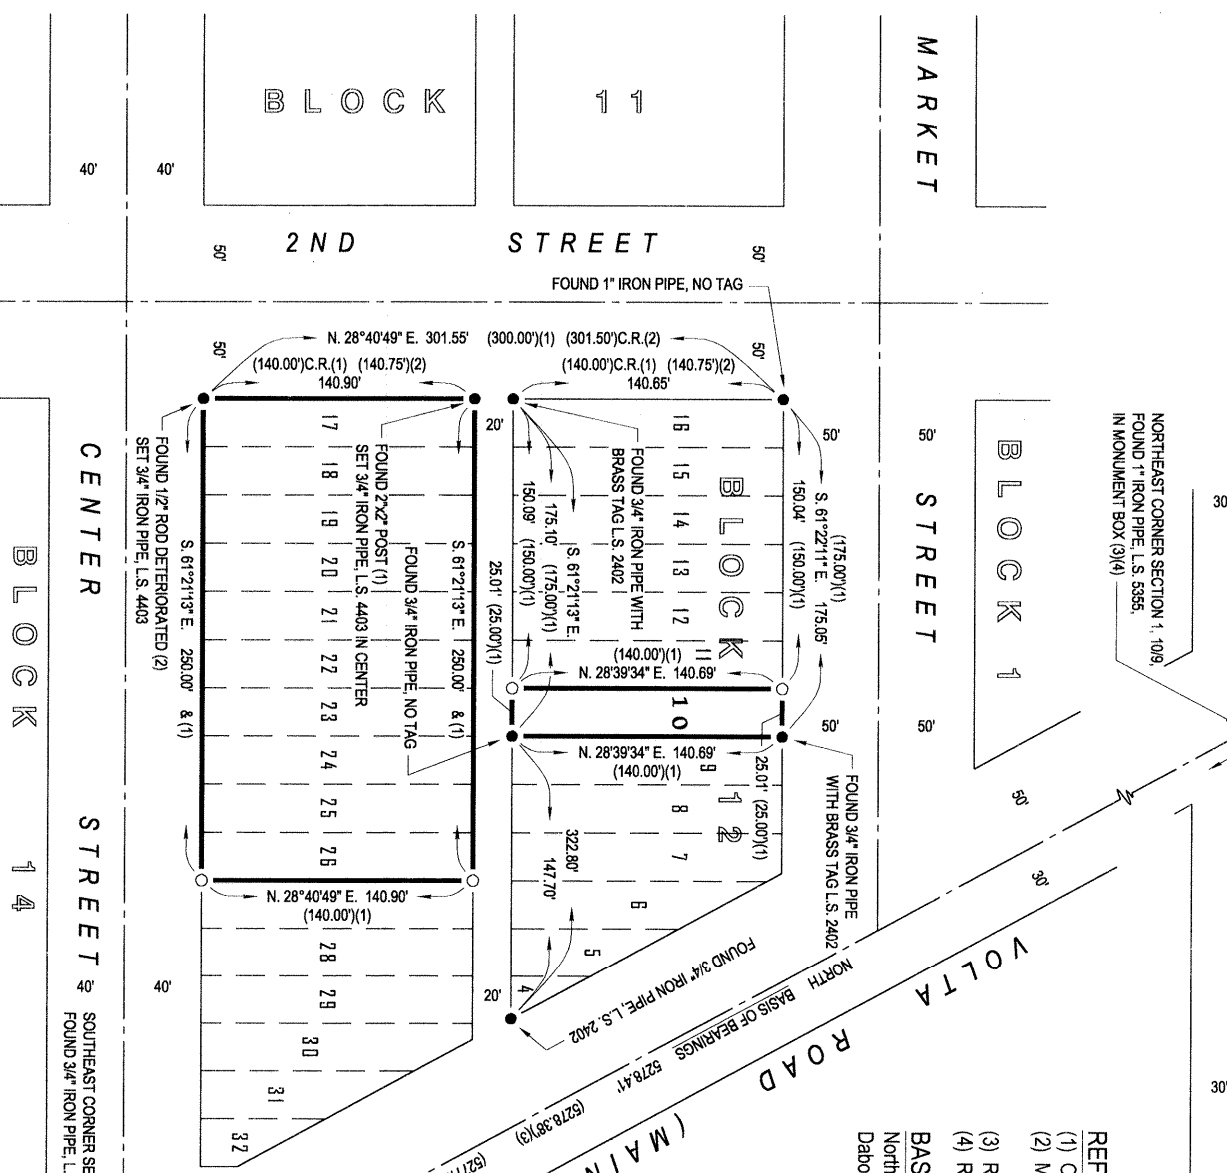 MARKET
BLOCK 11
40'
40'
2ND STREET
50'
50'
FOUND 1" IRON PIPE, NO TAG
N. 28°40'49" E. 301.55' (300.00')(1) (301.50')C.R.(2)
50'
50'
(140.00')C.R.(1) (140.75')(2)
140.90'
(140.00')C.R.(1) (140.75')(2)
140.65'
20'
50'
50'
17
18
19
20
21
22
23
24
25
26
28
29
30
31
32
16
15
14
13
12
11
10
9
8
7
6
5
4
BLOCK 12
BLOCK 1
STREET
CENTER
STREET
BLOCK 14
NORTHEAST CORNER SECTION 1, 10/9,
FOUND 1" IRON PIPE, L.S. 5355,
IN MONUMENT BOX (3)(4)
30
FOUND 1/2" ROD DETERIORATED (2)
SET 3/4" IRON PIPE, L.S. 4403
FOUND 2"x2" POST (1)
SET 3/4" IRON PIPE, L.S. 4403 IN CENTER
FOUND 3/4" IRON PIPE, NO TAG
FOUND 3/4" IRON PIPE WITH
BRASS TAG L.S. 2402
S. 61°21'13" E. 250.00' & (1)
S. 61°21'13" E. 250.00' & (1)
S. 61°21'13" E.
175.10' (175.00')(1)
150.09' (150.00')(1)
25.01' (25.00')(1)
(175.00')(1)
S. 61°22'11" E. 175.05'
150.04' (150.00')(1)
(140.00')(1)
N. 28°39'34" E. 140.69'
N. 28°39'34" E. 140.69'
(140.00')(1)
25.01' (25.00')(1)
50'
50'
FOUND 3/4" IRON PIPE
WITH BRASS TAG L.S. 2402
322.80'
147.70'
N. 28°40'49" E. 140.90'
(140.00')(1)
50'
30'
FOUND 3/4" IRON PIPE, L.S. 2402
NORTH BASIS OF BEARINGS 5278.41'
(5278.38')(3)
(527
VOLTA ROAD (MAIN
40'
40'
20'
SOUTHEAST CORNER SE
FOUND 3/4" IRON PIPE, L.
30'
REF
(1) C
(2) M
(3) R
(4) R
BAS
North
Dabo